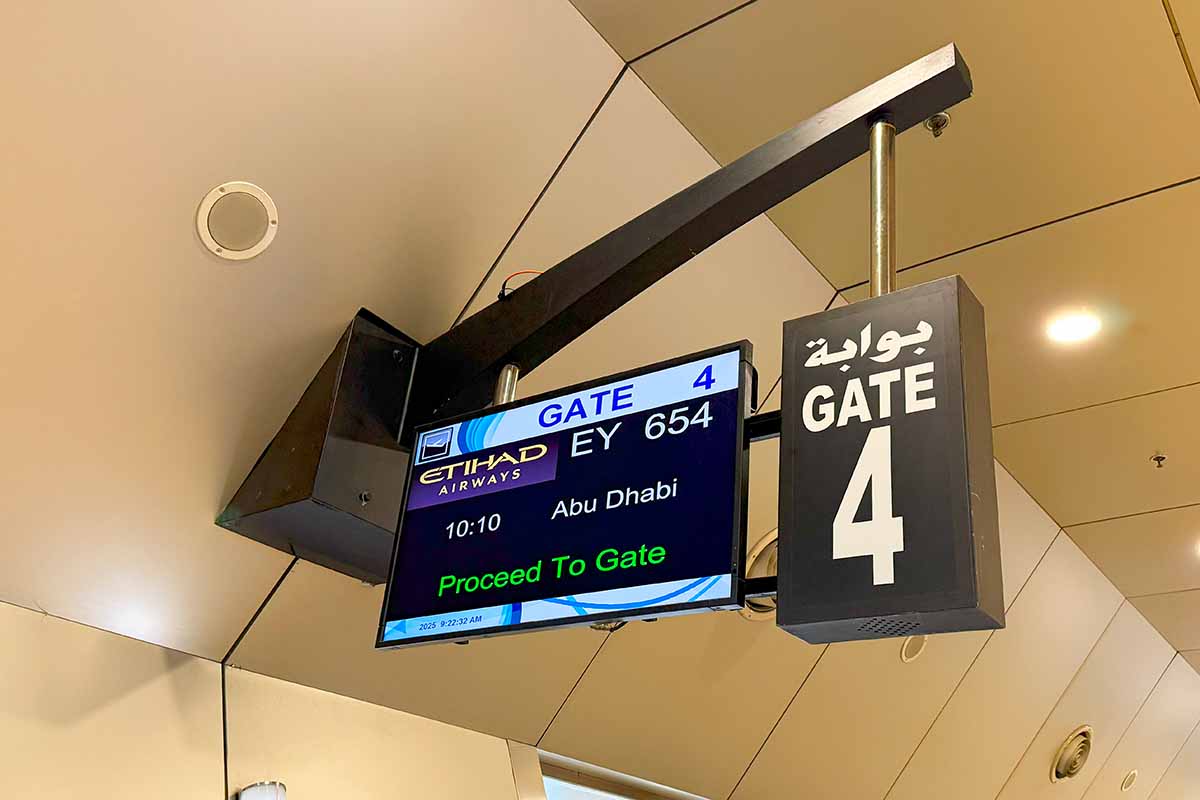 GATE 4
ETIHAD
AIRWAYS
EY 654
10:10 Abu Dhabi
Proceed To Gate
2025 9:22:32 AM
بوابة
GATE
4